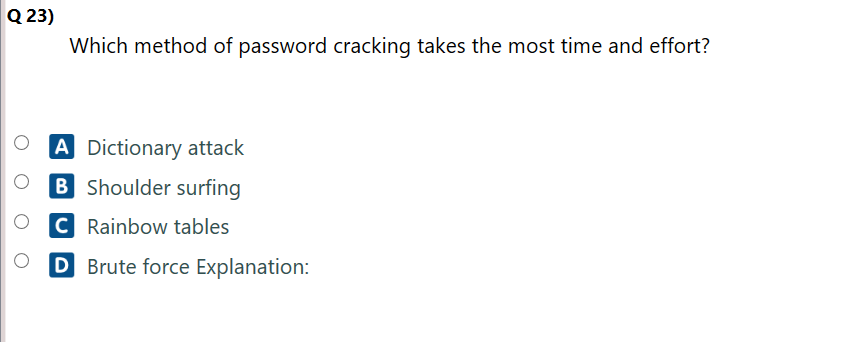 Q 23)
Which method of password cracking takes the most time and effort?
A Dictionary attack
B Shoulder surfing
C Rainbow tables
D Brute force Explanation: